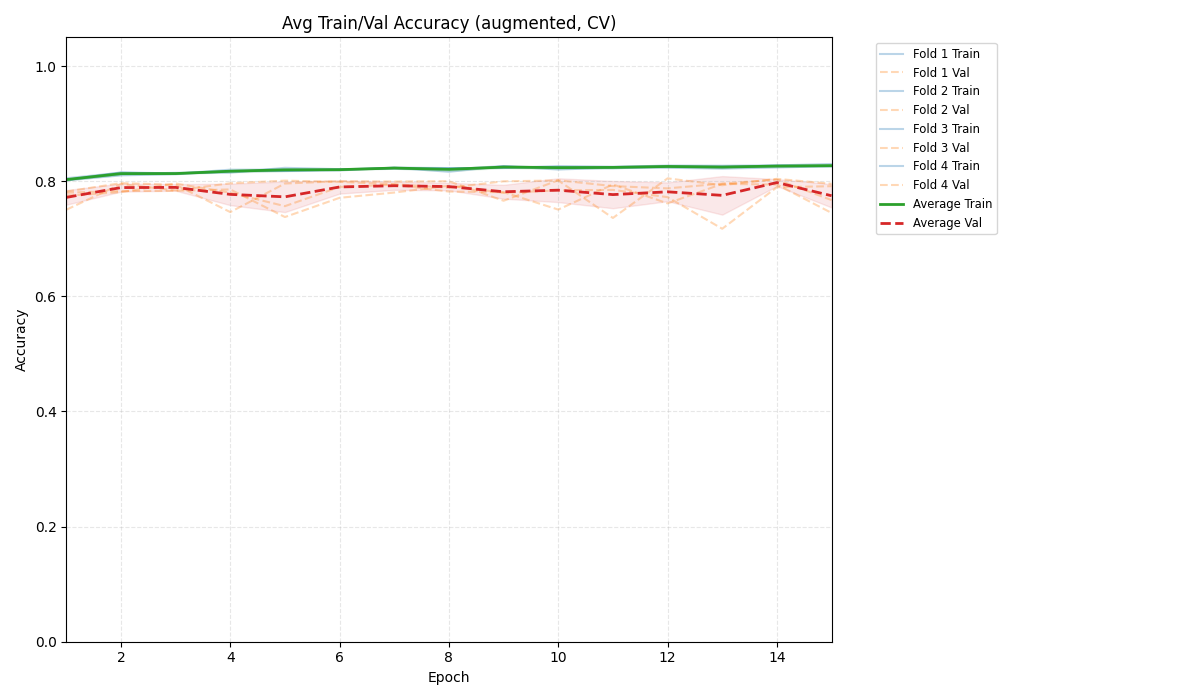 Avg Train/Val Accuracy (augmented, CV)
1.0
0.8
0.6
0.4
0.2
0.0
Accuracy
2 4 6 8 10 12 14
Epoch
Fold 1 Train
Fold 1 Val
Fold 2 Train
Fold 2 Val
Fold 3 Train
Fold 3 Val
Fold 4 Train
Fold 4 Val
Average Train
Average Val